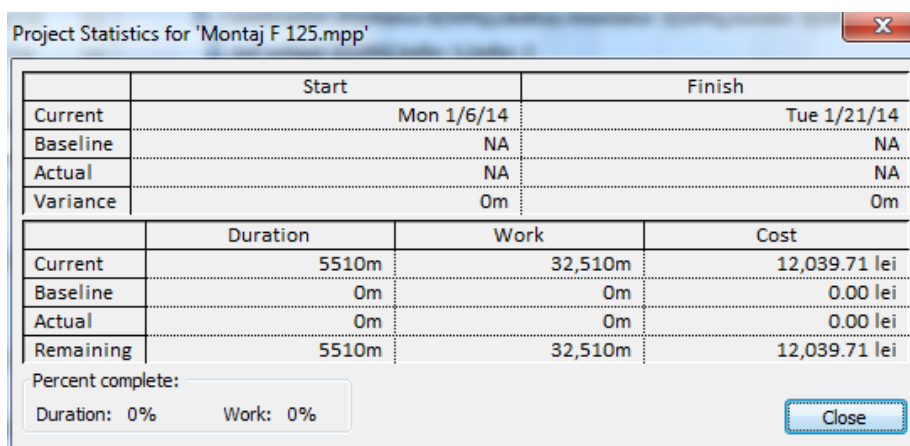 Project Statistics for 'Montaj F 125.mpp'
Start Finish
Current Mon 1/6/14 Tue 1/21/14
Baseline NA NA
Actual NA NA
Variance 0m 0m
Duration Work Cost
Current 5510m 32,510m 12,039.71 lei
Baseline 0m 0m 0.00 lei
Actual 0m 0m 0.00 lei
Remaining 5510m 32,510m 12,039.71 lei
Percent complete:
Duration: 0% Work: 0%
Close